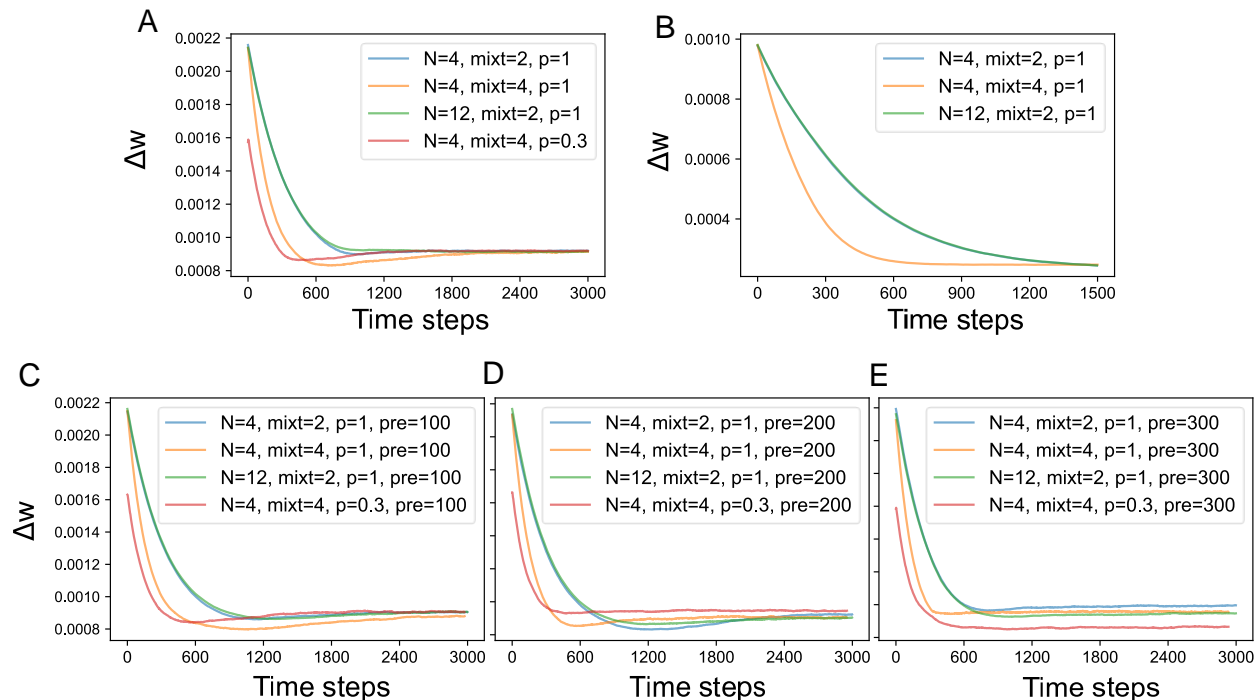 A
0.0022
0.0020
0.0018
0.0016
0.0014
0.0012
0.0010
0.0008
Δw
N=4, mixt=2, p=1
N=4, mixt=4, p=1
N=12, mixt=2, p=1
N=4, mixt=4, p=0.3
0 600 1200 1800 2400 3000
Time steps
B
0.0010
0.0008
0.0006
0.0004
Δw
N=4, mixt=2, p=1
N=4, mixt=4, p=1
N=12, mixt=2, p=1
0 300 600 900 1200 1500
Time steps
C
0.0022
0.0020
0.0018
0.0016
0.0014
0.0012
0.0010
0.0008
Δw
N=4, mixt=2, p=1, pre=100
N=4, mixt=4, p=1, pre=100
N=12, mixt=2, p=1, pre=100
N=4, mixt=4, p=0.3, pre=100
0 600 1200 1800 2400 3000
Time steps
D
N=4, mixt=2, p=1, pre=200
N=4, mixt=4, p=1, pre=200
N=12, mixt=2, p=1, pre=200
N=4, mixt=4, p=0.3, pre=200
0 600 1200 1800 2400 3000
Time steps
E
N=4, mixt=2, p=1, pre=300
N=4, mixt=4, p=1, pre=300
N=12, mixt=2, p=1, pre=300
N=4, mixt=4, p=0.3, pre=300
0 600 1200 1800 2400 3000
Time steps